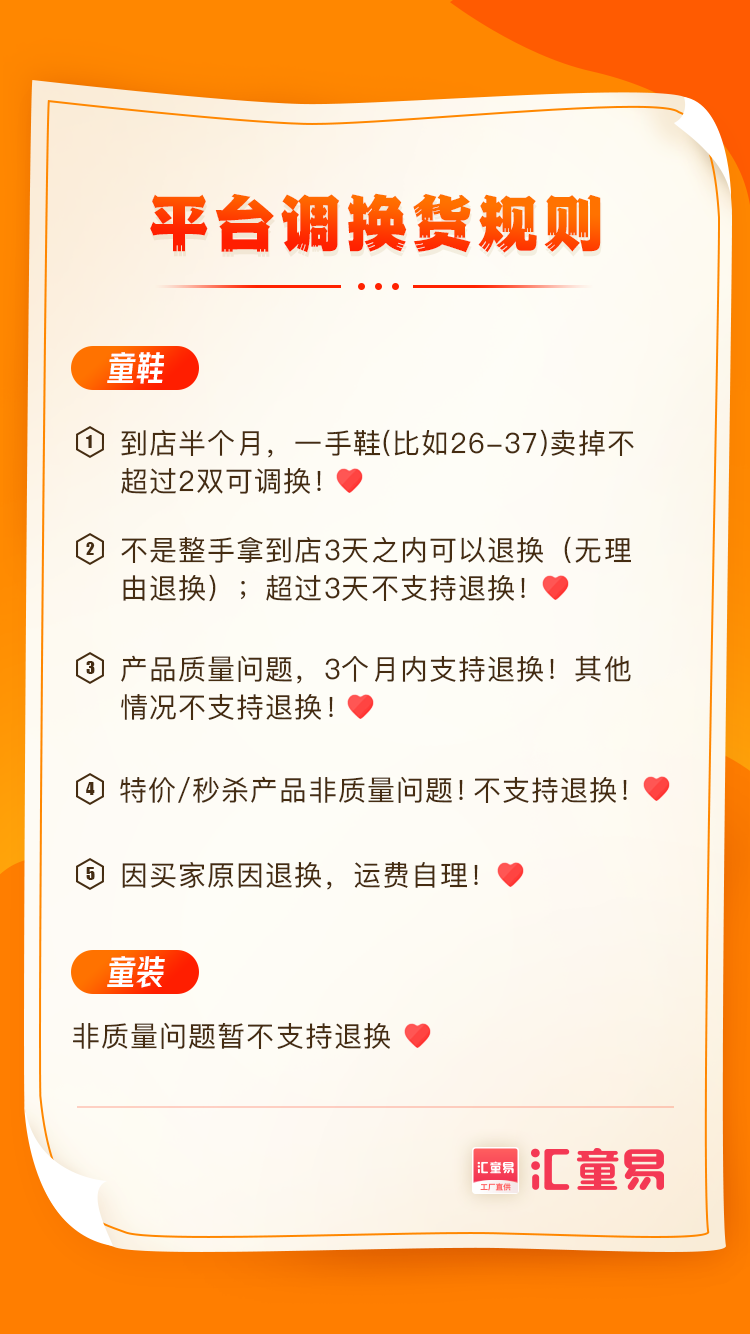 平台调换货规则
童鞋
1 到店半个月，一手鞋(比如26-37)卖掉不
超过2双可调换！
2 不是整手拿到店3天之内可以退换（无理
由退换）；超过3天不支持退换！
3 产品质量问题，3个月内支持退换！其他
情况不支持退换！
4 特价/秒杀产品非质量问题！不支持退换！
5 因买家原因退换，运费自理！
童装
非质量问题暂不支持退换
汇童易
工厂直供
汇童易